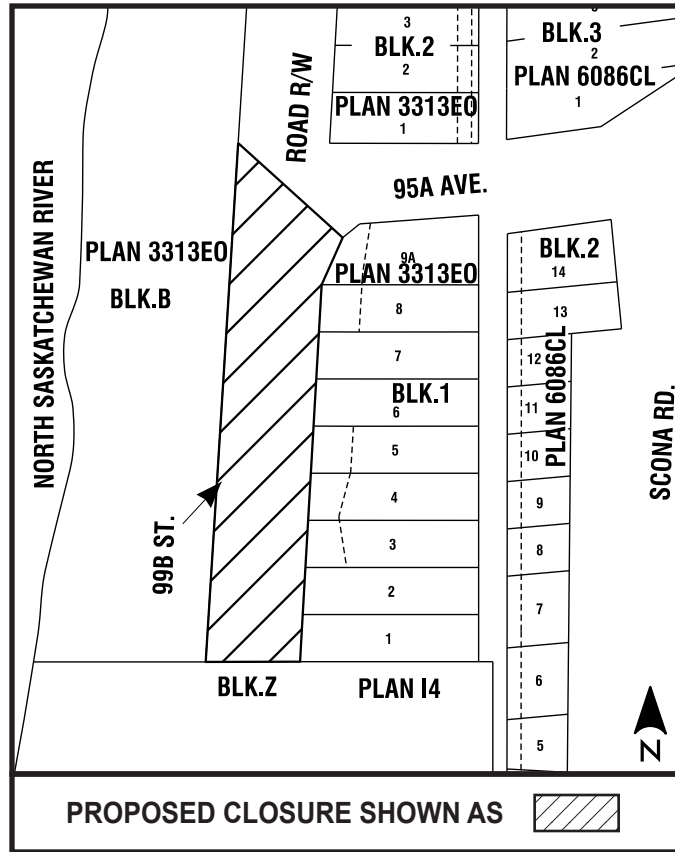 3
BLK.2
2
PLAN 3313EO
1
ROAD R/W
BLK.3
2
PLAN 6086CL
1
95A AVE.
NORTH SASKATCHEWAN RIVER
PLAN 3313EO
BLK.B
99B ST.
9A
PLAN 3313EO
8
7
BLK.1
6
5
4
3
2
1
BLK.2
14
13
12
11
10
9
8
7
6
5
PLAN 6086CL
SCONA RD.
BLK.Z
PLAN I4
N
PROPOSED CLOSURE SHOWN AS